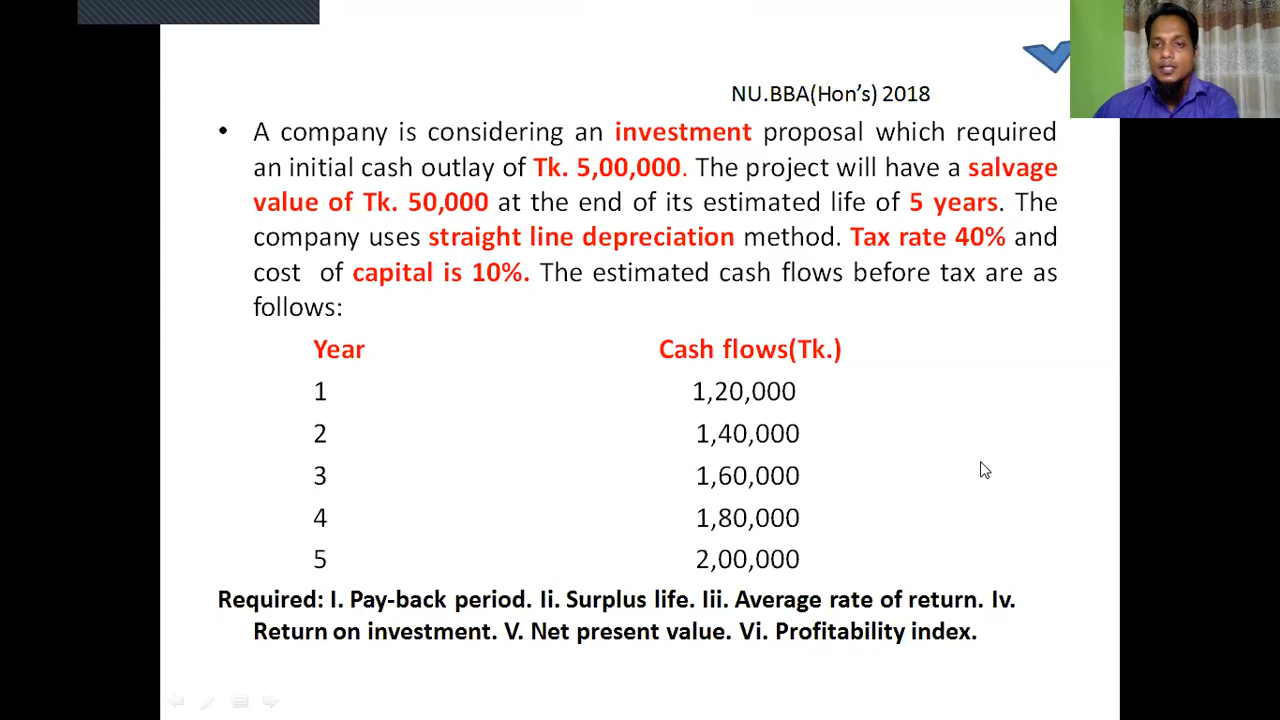 NU.BBA(Hon’s) 2018
• A company is considering an investment proposal which required
an initial cash outlay of Tk. 5,00,000. The project will have a salvage
value of Tk. 50,000 at the end of its estimated life of 5 years. The
company uses straight line depreciation method. Tax rate 40% and
cost of capital is 10%. The estimated cash flows before tax are as
follows:
Year Cash flows(Tk.)
1 1,20,000
2 1,40,000
3 1,60,000
4 1,80,000
5 2,00,000
Required: I. Pay-back period. Ii. Surplus life. Iii. Average rate of return. Iv.
Return on investment. V. Net present value. Vi. Profitability index.